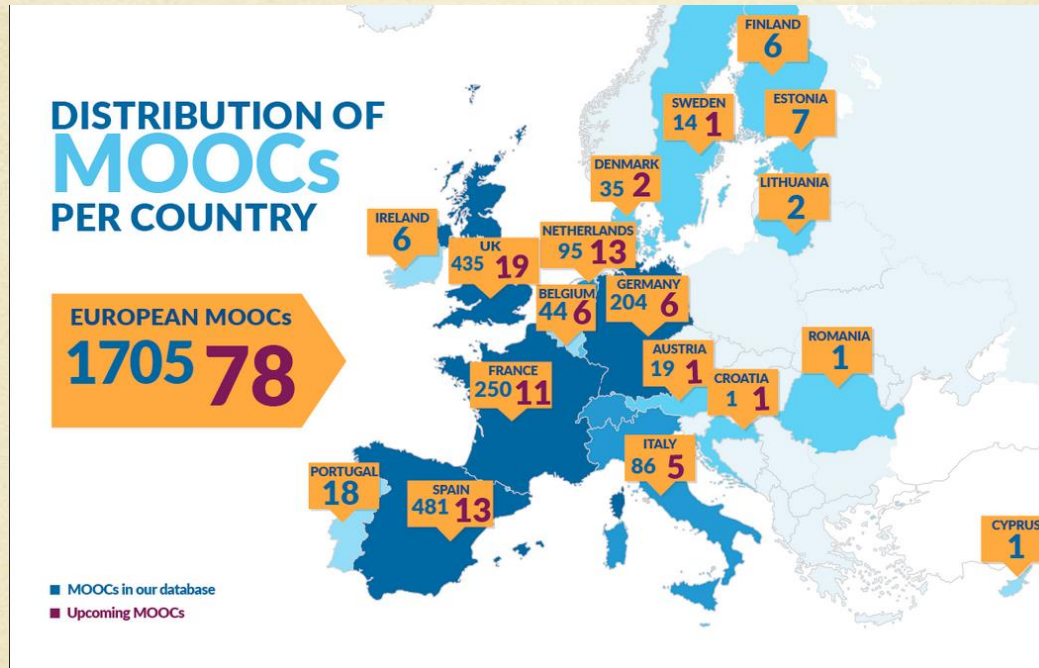 DISTRIBUTION OF
MOOCs
PER COUNTRY
EUROPEAN MOOCs
1705 78
FINLAND
6
SWEDEN
14 1
ESTONIA
7
DENMARK
35 2
LITHUANIA
2
IRELAND
6
UK
435 19
NETHERLANDS
95 13
BELGIUM
44 6
GERMANY
204 6
FRANCE
250 11
AUSTRIA
19 1
CROATIA
1 1
ROMANIA
1
ITALY
86 5
PORTUGAL
18
SPAIN
481 13
CYPRUS
1
MOOCs in our database
Upcoming MOOCs